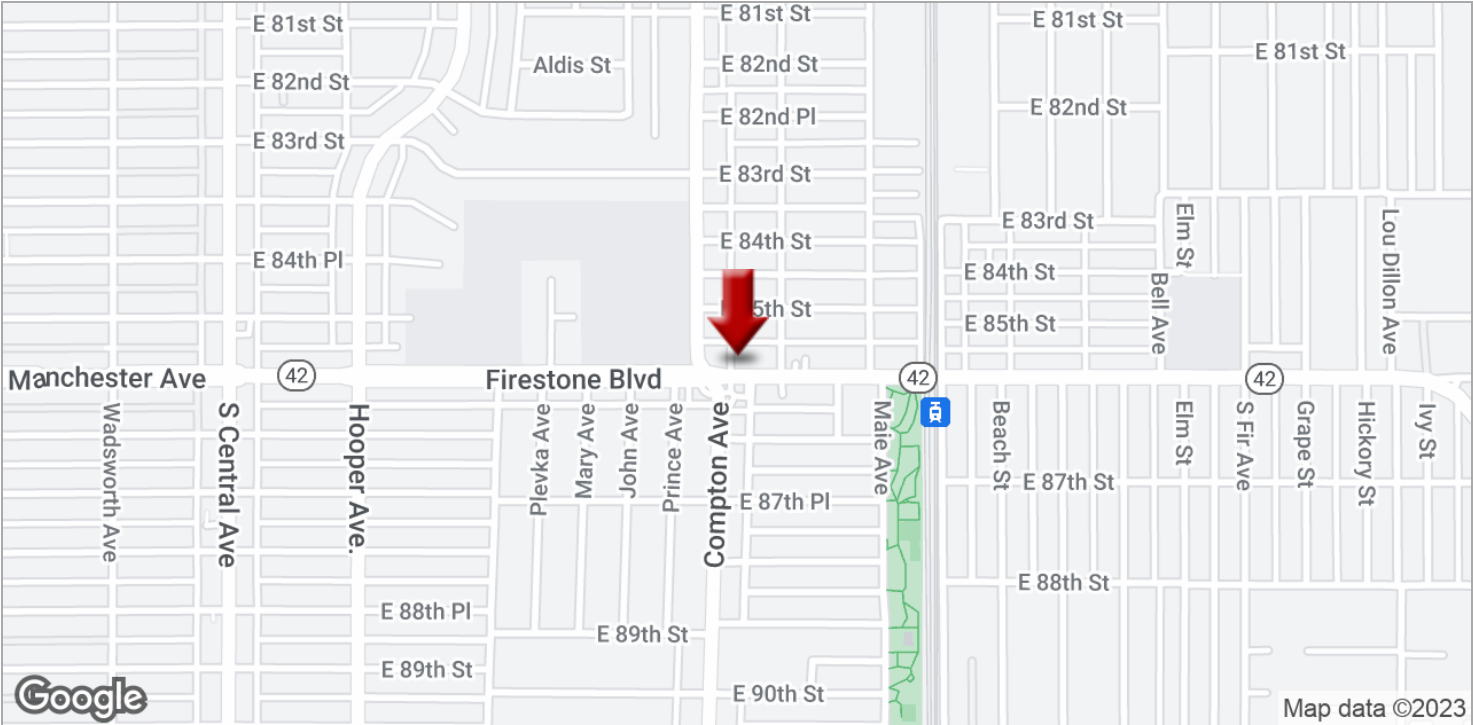 E 81st St
E 81st St
E 81st St
E 81st St
Aldis St
E 82nd St
E 82nd St
E 82nd Pl
E 82nd St
E 83rd St
E 83rd St
E 83rd St
Elm St
Lou Dillon Ave
E 84th St
E 84th Pl
E 84th St
Bell Ave
5th St
E 85th St
Manchester Ave
42
Firestone Blvd
42
42
Wadsworth Ave
S Central Ave
Hooper Ave.
Plevka Ave
Mary Ave
John Ave
Prince Ave
Compton Ave
Maie Ave
Beach St
Elm St
S Fir Ave
Grape St
Hickory St
Ivy St
E 87th St
E 87th Pl
E 88th St
E 88th Pl
E 89th St
E 89th St
E 90th St
Google
Map data ©2023